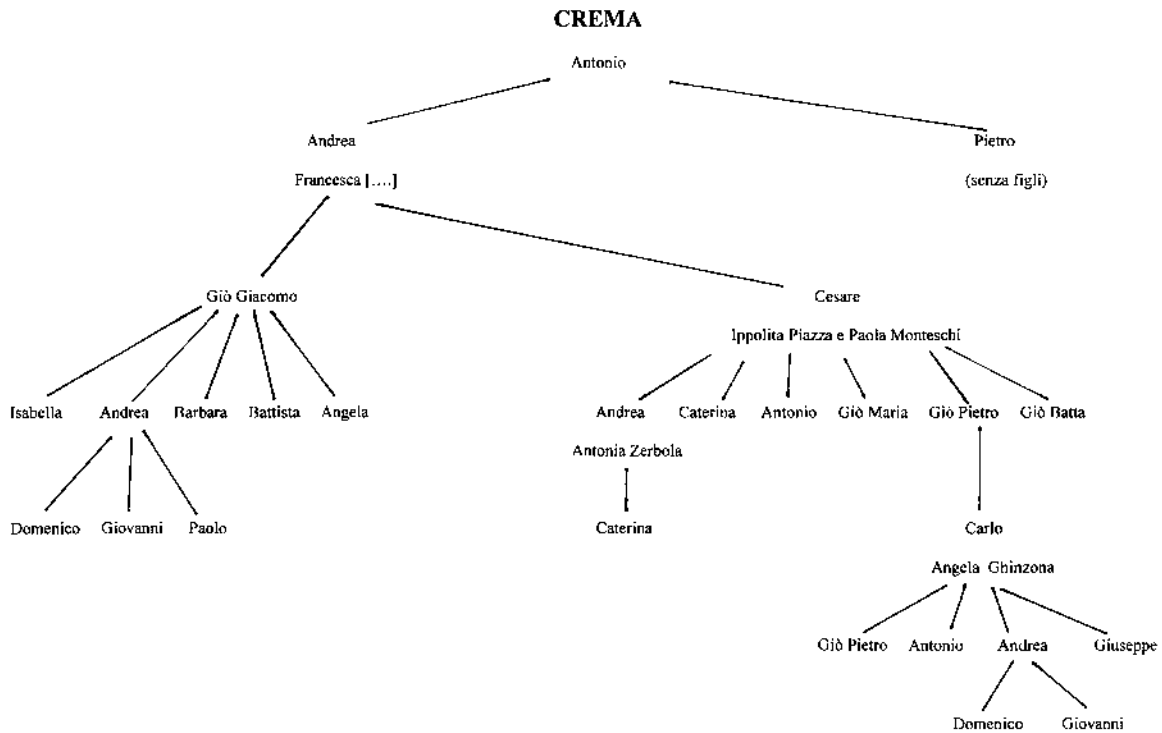 CREMA
Antonio
Andrea Pietro
Francesca [....] (senza figli)
Giò Giacomo Cesare
Ippolita Piazza e Paola Monteschi
Isabella Andrea Barbara Battista Angela Andrea Caterina Antonio Giò Maria Giò Pietro Giò Batta
Antonia Zerbola
Domenico Giovanni Paolo Caterina Carlo
Angela Ghinzona
Giò Pietro Antonio Andrea Giuseppe
Domenico Giovanni